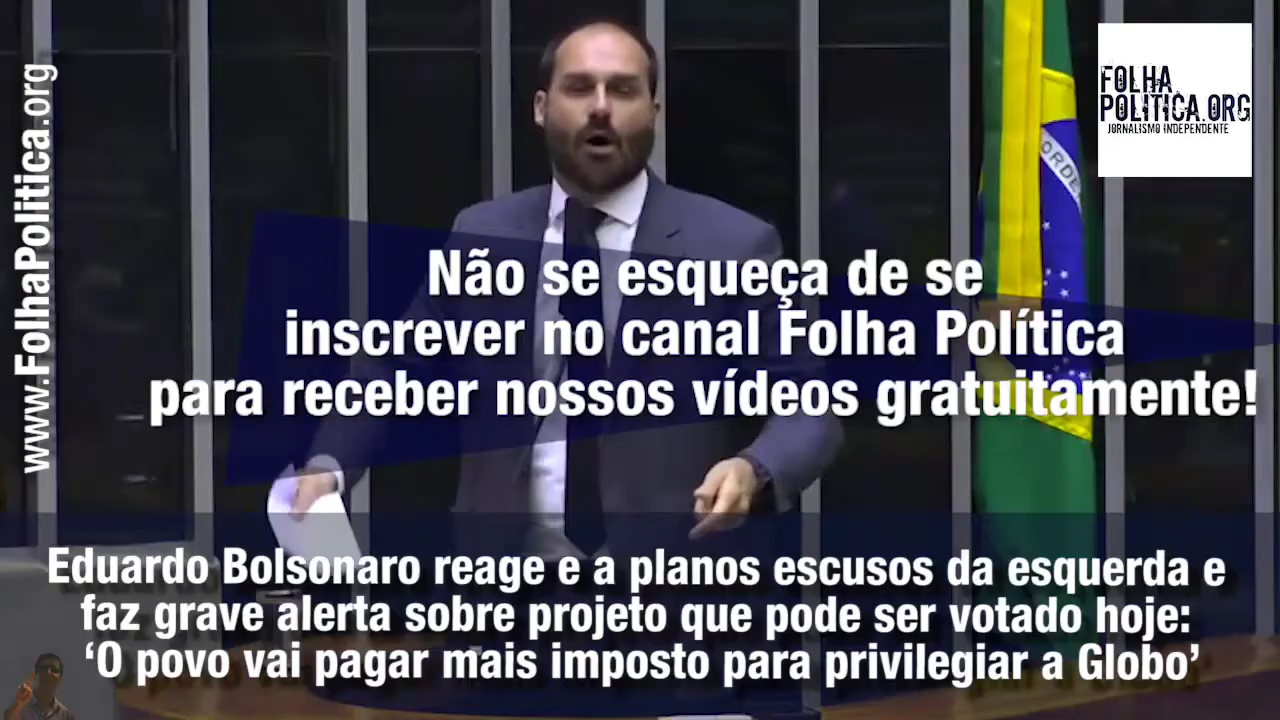 www.FolhaPolitica.org
FOLHA
POLITICA.ORG
JORNALISMO INDEPENDENTE
ORDE
Não se esqueça de se
inscrever no canal Folha Política
para receber nossos vídeos gratuitamente!
Eduardo Bolsonaro reage e a planos escusos da esquerda e
faz grave alerta sobre projeto que pode ser votado hoje:
‘O povo vai pagar mais imposto para privilegiar a Globo’